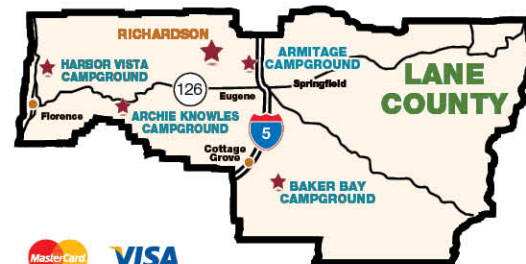 RICHARDSON
HARBOR VISTA
CAMPGROUND
ARMITAGE
CAMPGROUND
LANE
COUNTY
126
Eugene
Springfield
Florence
ARCHIE KNOWLES
CAMPGROUND
5
Cottage
Grove
BAKER BAY
CAMPGROUND
MasterCard
VISA